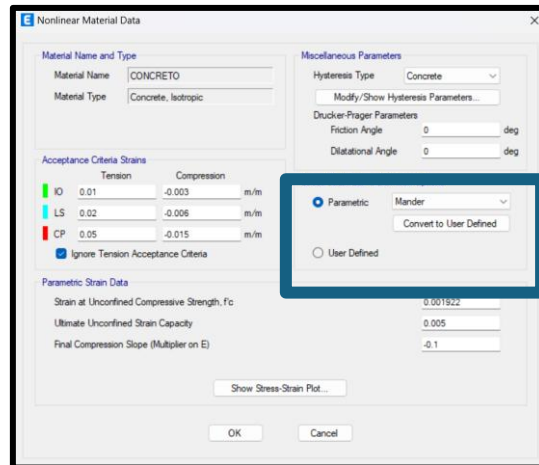 E Nonlinear Material Data
Material Name and Type
Material Name CONCRETO
Material Type Concrete, Isotropic
Miscellaneous Parameters
Hysteresis Type Concrete
Modify/Show Hysteresis Parameters...
Drucker-Prager Parameters
Friction Angle 0 deg
Dilatational Angle 0 deg
Acceptance Criteria Strains
Tension Compression
IO 0.01 -0.003 m/m
LS 0.02 -0.006 m/m
CP 0.05 -0.015 m/m
Ignore Tension Acceptance Criteria
Parametric Mander
Convert to User Defined
User Defined
Parametric Strain Data
Strain at Unconfined Compressive Strength, f'c 0.001922
Ultimate Unconfined Strain Capacity 0.005
Final Compression Slope (Multiplier on E) -0.1
Show Stress-Strain Plot...
OK Cancel